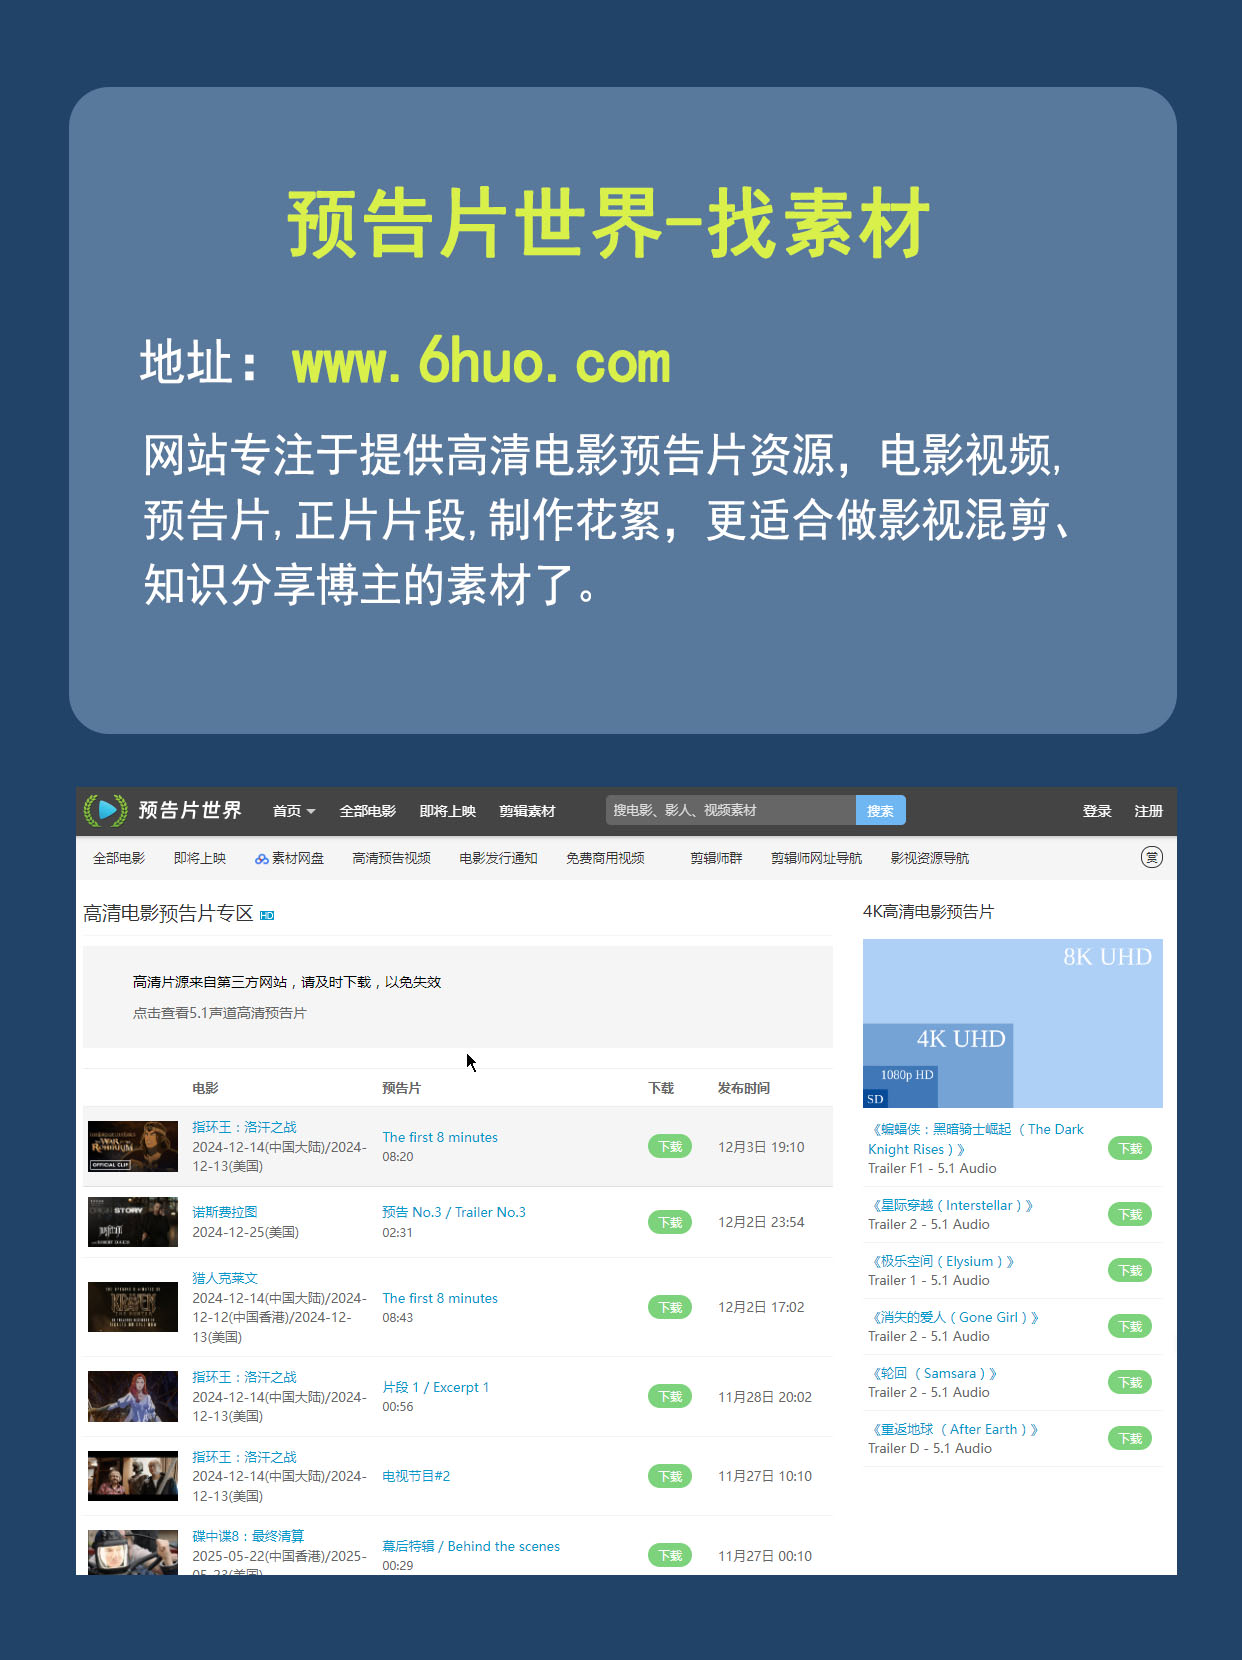 预告片世界-找素材
地址：www.6huo.com
网站专注于提供高清电影预告片资源，电影视频,
预告片,正片片段,制作花絮，更适合做影视混剪、
知识分享博主的素材了。
预告片世界 首页 全部电影 即将上映 剪辑素材 搜电影、影人、视频素材 搜索 登录 注册
全部电影 即将上映 素材网盘 高清预告视频 电影发行通知 免费商用视频 剪辑师群 剪辑师网址导航 影视资源导航 赏
高清电影预告片专区 HD
高清片源来自第三方网站，请及时下载，以免失效
点击查看5.1声道高清预告片
电影 预告片 下载 发布时间
WAR OF THE ROHIRRIM
OFFICIAL CLIP
指环王：洛汗之战
2024-12-14(中国大陆)/2024-
12-13(美国)
The first 8 minutes
08:20
下载
12月3日 19:10
ORIGIN STORY
诺斯费拉图
2024-12-25(美国)
预告 No.3 / Trailer No.3
02:31
下载
12月2日 23:54
KRAVEN
猎人克莱文
2024-12-14(中国大陆)/2024-
12-12(中国香港)/2024-12-
13(美国)
The first 8 minutes
08:43
下载
12月2日 17:02
指环王：洛汗之战
2024-12-14(中国大陆)/2024-
12-13(美国)
片段 1 / Excerpt 1
00:56
下载
11月28日 20:02
指环王：洛汗之战
2024-12-14(中国大陆)/2024-
12-13(美国)
电视节目#2
下载
11月27日 10:10
碟中谍8：最终清算
2025-05-22(中国香港)/2025-
05-23(美国)
幕后特辑 / Behind the scenes
00:29
下载
11月27日 00:10
4K高清电影预告片
8K UHD
4K UHD
1080p HD
SD
《蝙蝠侠：黑暗骑士崛起 （ The Dark
Knight Rises ）》
Trailer F1 - 5.1 Audio
下载
《星际穿越（ Interstellar ）》
Trailer 2 - 5.1 Audio
下载
《极乐空间（ Elysium ）》
Trailer 1 - 5.1 Audio
下载
《消失的爱人（ Gone Girl ）》
Trailer 2 - 5.1 Audio
下载
《轮回 （ Samsara ）》
Trailer 2 - 5.1 Audio
下载
《重返地球 （ After Earth ）》
Trailer D - 5.1 Audio
下载